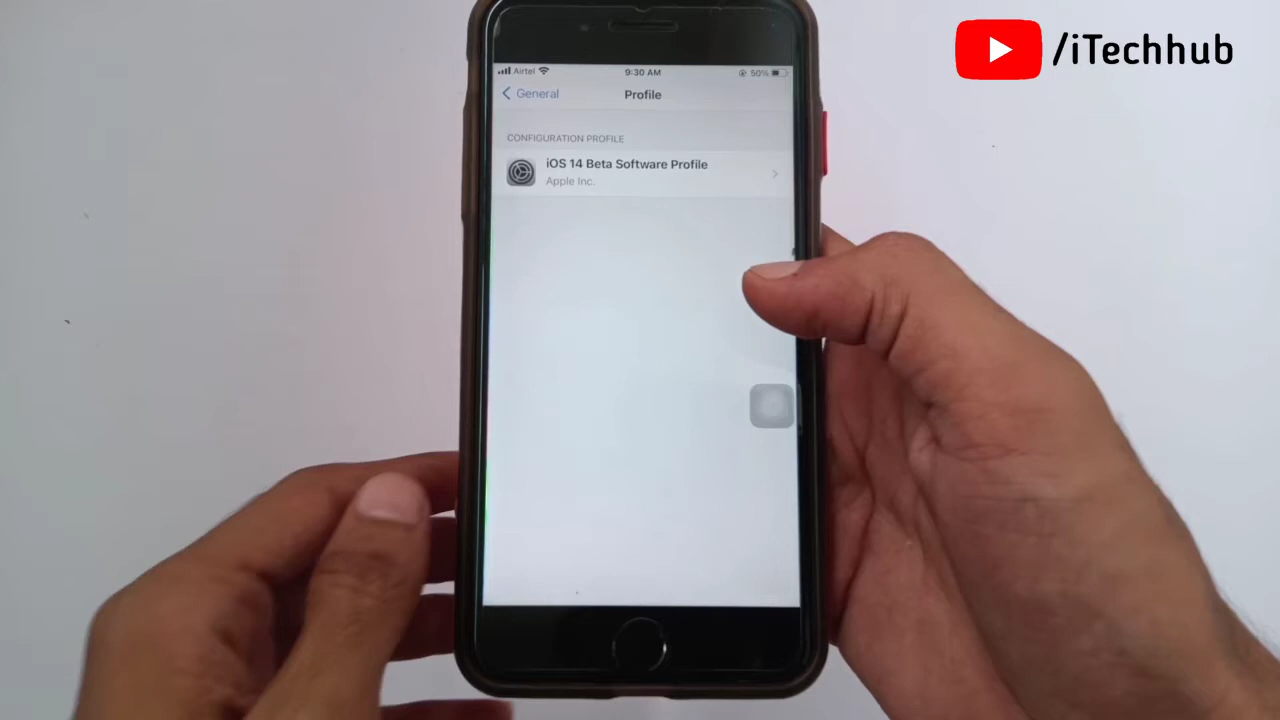 /iTechhub
Airtel 9:30 AM 50%
General Profile
CONFIGURATION PROFILE
iOS 14 Beta Software Profile
Apple Inc.